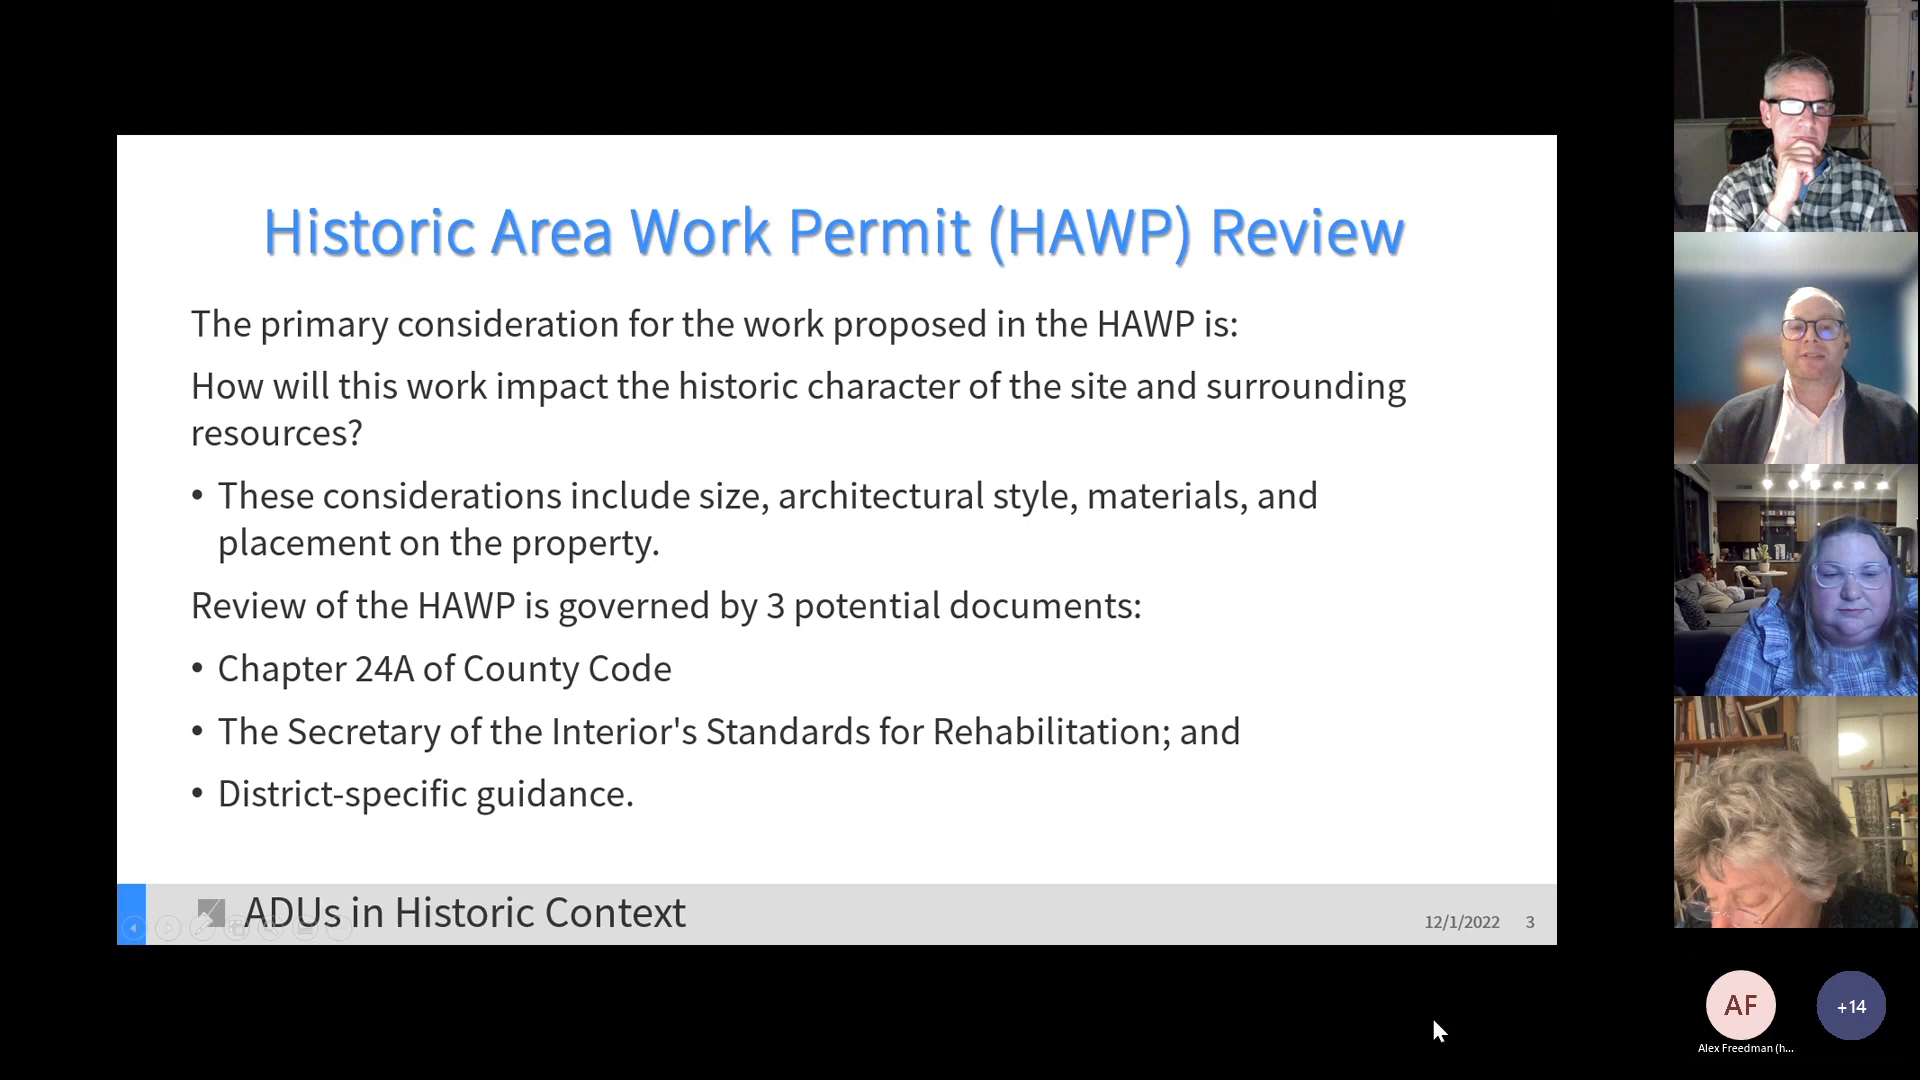 Historic Area Work Permit (HAWP) Review
The primary consideration for the work proposed in the HAWP is:
How will this work impact the historic character of the site and surrounding
resources?
• These considerations include size, architectural style, materials, and
placement on the property.
Review of the HAWP is governed by 3 potential documents:
• Chapter 24A of County Code
• The Secretary of the Interior's Standards for Rehabilitation; and
• District-specific guidance.
ADUs in Historic Context
12/1/2022 3
AF
+14
Alex Freedman (h...